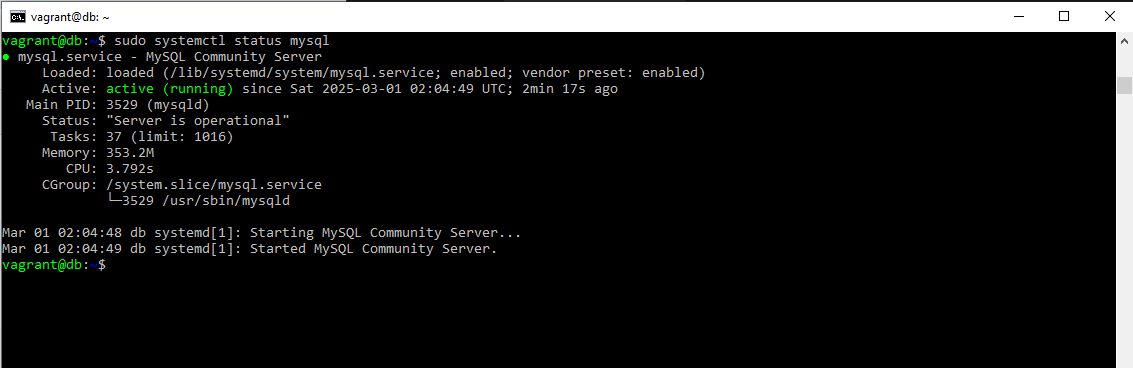 vagrant@db: ~
vagrant@db:~$ sudo systemctl status mysql
● mysql.service - MySQL Community Server
     Loaded: loaded (/lib/systemd/system/mysql.service; enabled; vendor preset: enabled)
     Active: active (running) since Sat 2025-03-01 02:04:49 UTC; 2min 17s ago
   Main PID: 3529 (mysqld)
     Status: "Server is operational"
      Tasks: 37 (limit: 1016)
     Memory: 353.2M
        CPU: 3.792s
     CGroup: /system.slice/mysql.service
             └─3529 /usr/sbin/mysqld

Mar 01 02:04:48 db systemd[1]: Starting MySQL Community Server...
Mar 01 02:04:49 db systemd[1]: Started MySQL Community Server.
vagrant@db:~$